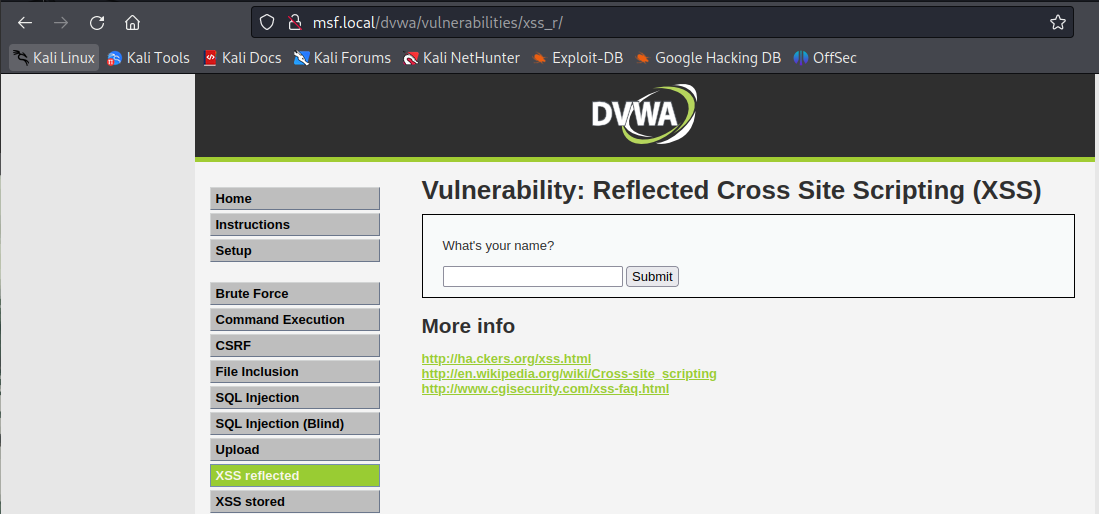 msf.local/dvwa/vulnerabilities/xss_r/
Kali Linux Kali Tools Kali Docs Kali Forums Kali NetHunter Exploit-DB Google Hacking DB OffSec
DVWA
Home
Instructions
Setup
Brute Force
Command Execution
CSRF
File Inclusion
SQL Injection
SQL Injection (Blind)
Upload
XSS reflected
XSS stored
Vulnerability: Reflected Cross Site Scripting (XSS)
What's your name?
Submit
More info
http://ha.ckers.org/xss.html
http://en.wikipedia.org/wiki/Cross-site_scripting
http://www.cgisecurity.com/xss-faq.html